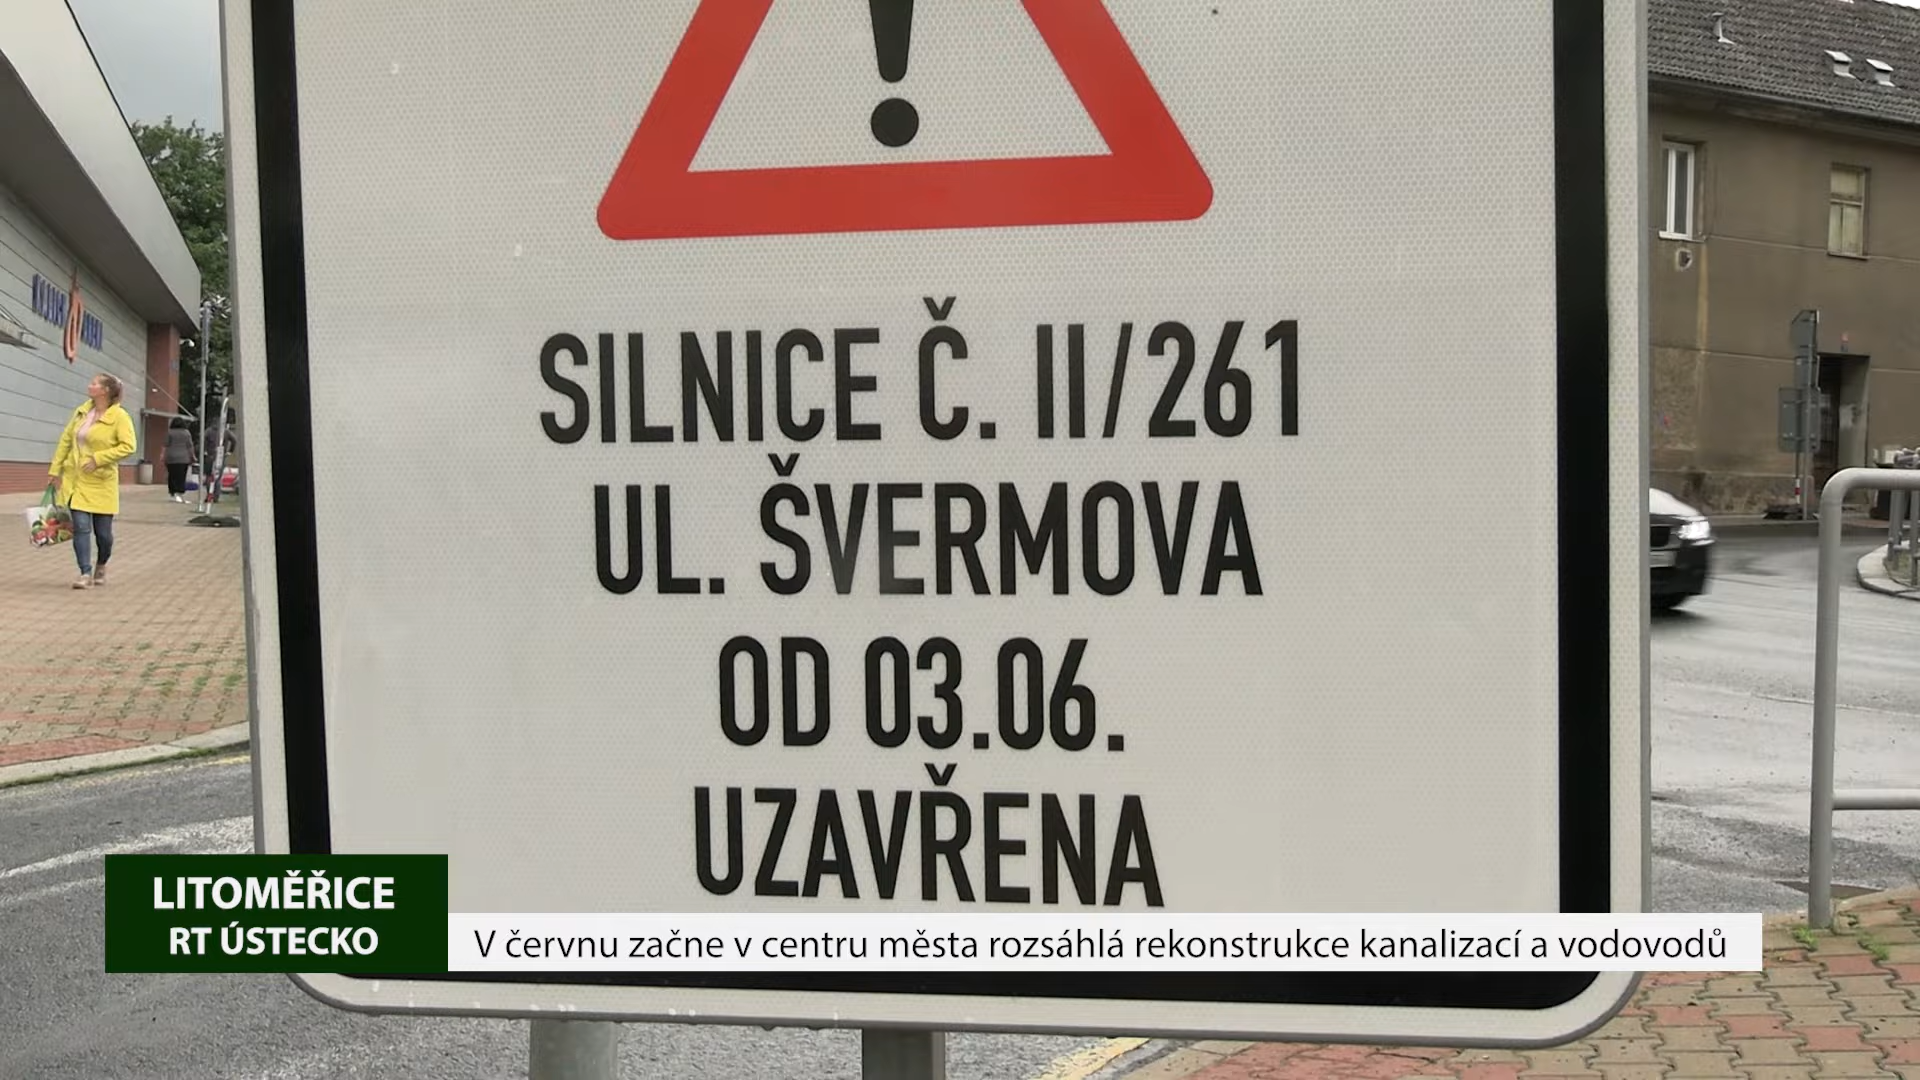 SILNICE Č. II/261
UL. ŠVERMOVA
OD 03.06.
UZAVŘENA
LITOMĚŘICE
RT ÚSTECKO
V červnu začne v centru města rozsáhlá rekonstrukce kanalizací a vodovodů